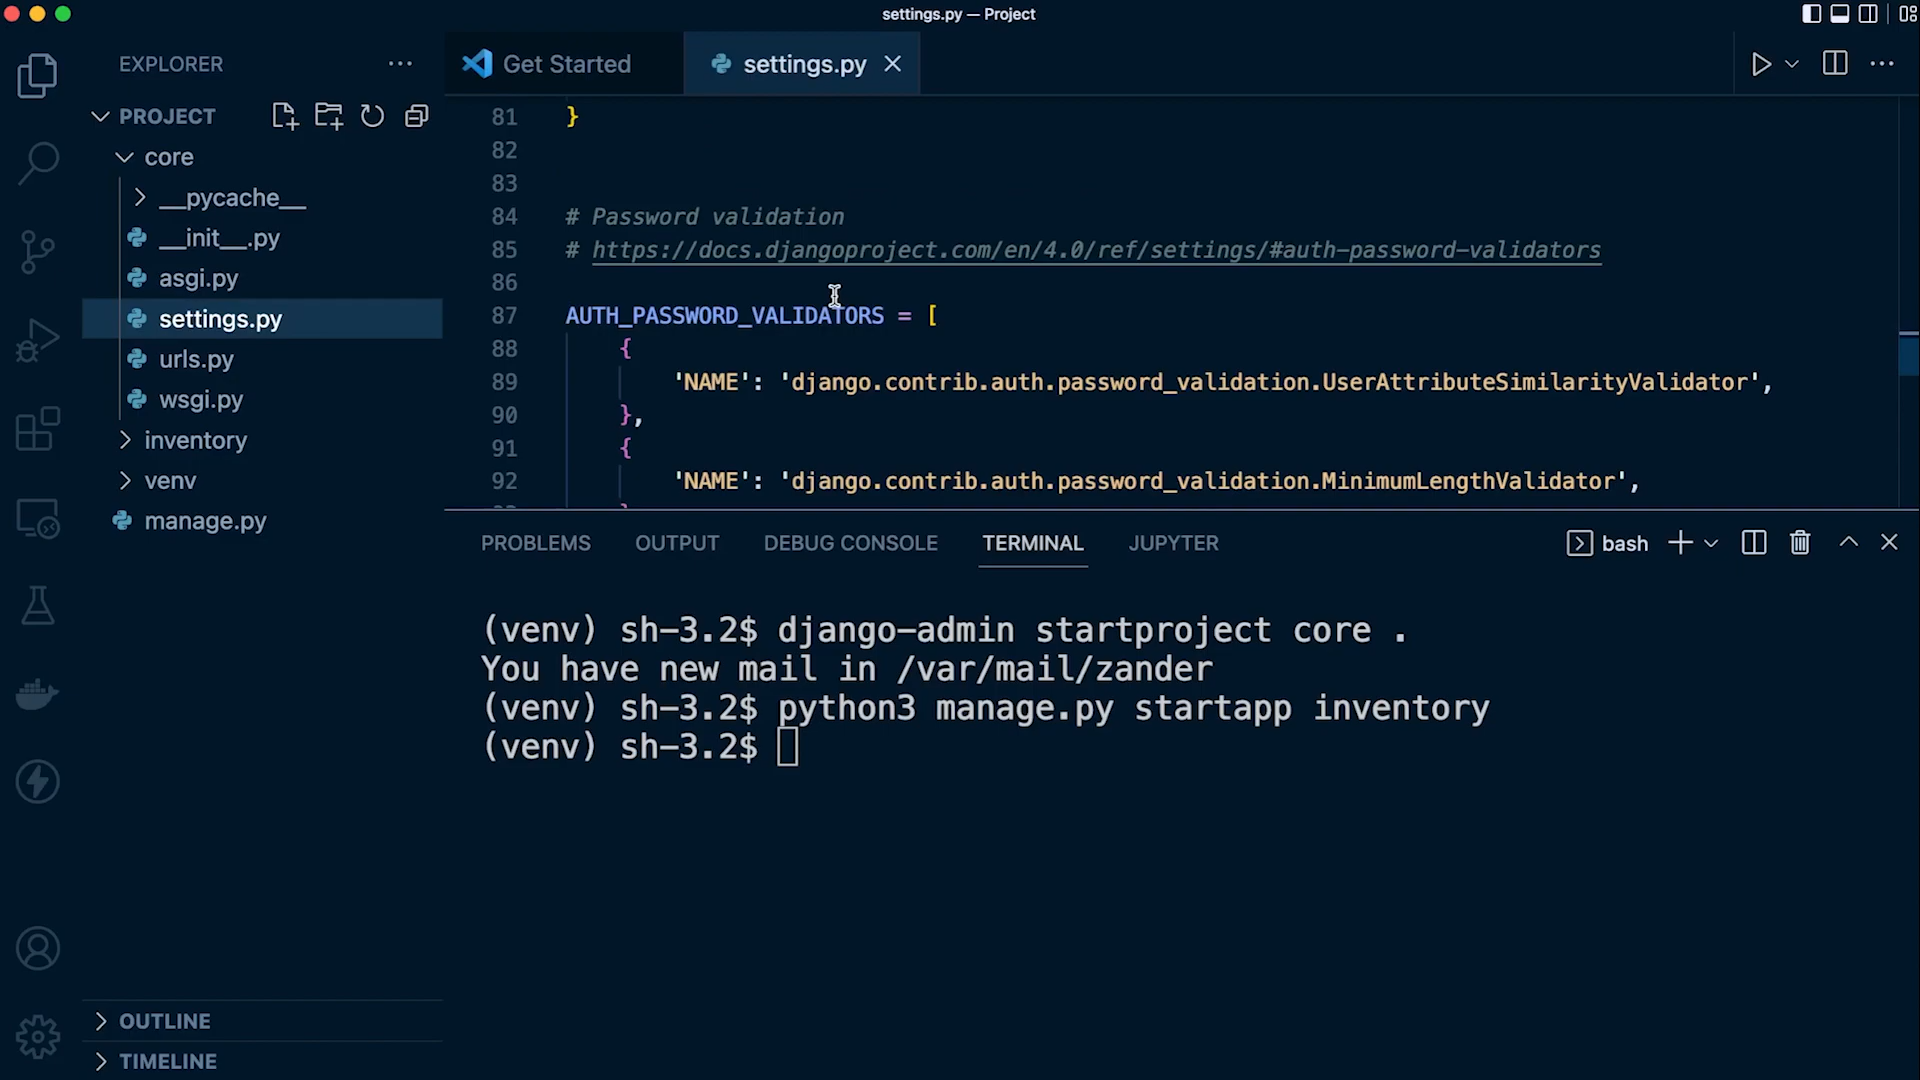 settings.py — Project
EXPLORER
Get Started
settings.py
PROJECT
core
__pycache__
__init__.py
asgi.py
settings.py
urls.py
wsgi.py
inventory
venv
manage.py
OUTLINE
TIMELINE
81 }
82
83
84 # Password validation
85 # https://docs.djangoproject.com/en/4.0/ref/settings/#auth-password-validators
86
87 AUTH_PASSWORD_VALIDATORS = [
88 {
89 'NAME': 'django.contrib.auth.password_validation.UserAttributeSimilarityValidator',
90 },
91 {
92 'NAME': 'django.contrib.auth.password_validation.MinimumLengthValidator',
PROBLEMS OUTPUT DEBUG CONSOLE TERMINAL JUPYTER
bash
(venv) sh-3.2$ django-admin startproject core .
You have new mail in /var/mail/zander
(venv) sh-3.2$ python3 manage.py startapp inventory
(venv) sh-3.2$